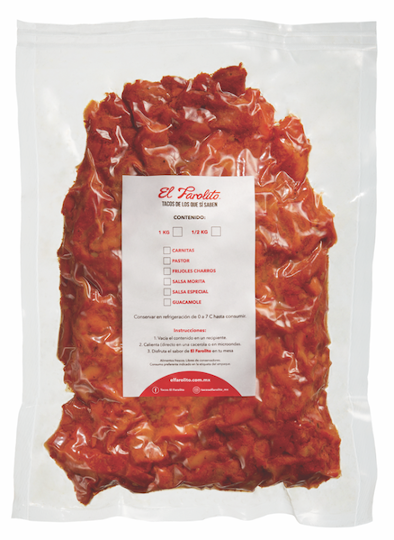 El Farolito
TACOS DE LOS QUE SÍ SABEN
CONTENIDO:
1 KG 1/2 KG
CARNITAS
PASTOR
FRIJOLES CHARROS
SALSA MORITA
SALSA ESPECIAL
GUACAMOLE
Conservar en refrigeración de 0 a 7°C hasta consumir.
Instrucciones:
1. Vacía el contenido en un recipiente.
2. Calienta (directo) en una cacerola o en microondas.
3. Disfruta el sabor de El Farolito en tu mesa
elfarolito.com.mx
Tacos El Farolito